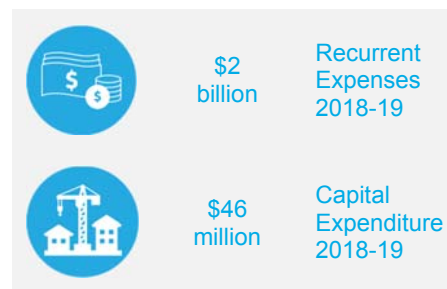 $2
billion
Recurrent
Expenses
2018-19
$46
million
Capital
Expenditure
2018-19